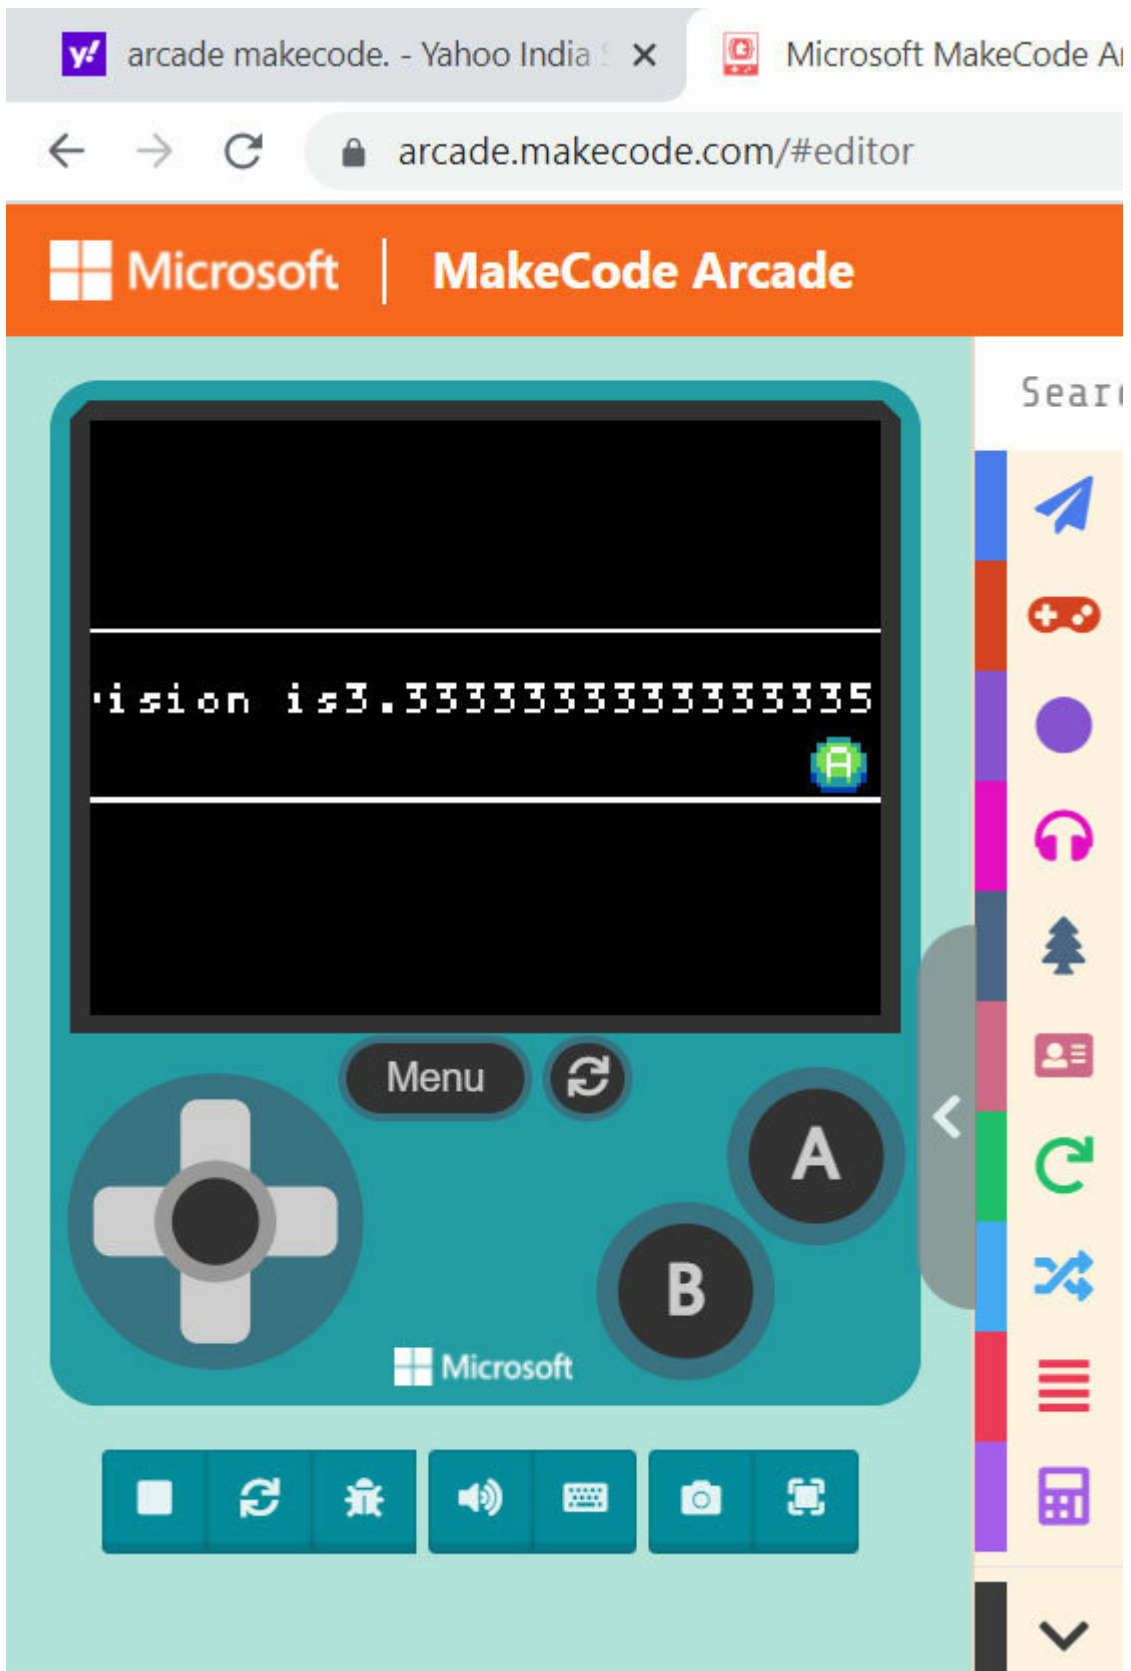 y!
arcade makecode. - Yahoo India
Microsoft MakeCode Ar
arcade.makecode.com/#editor
Microsoft
MakeCode Arcade
Sear
ision is3.3333333333333335
A
Menu
A
B
Microsoft